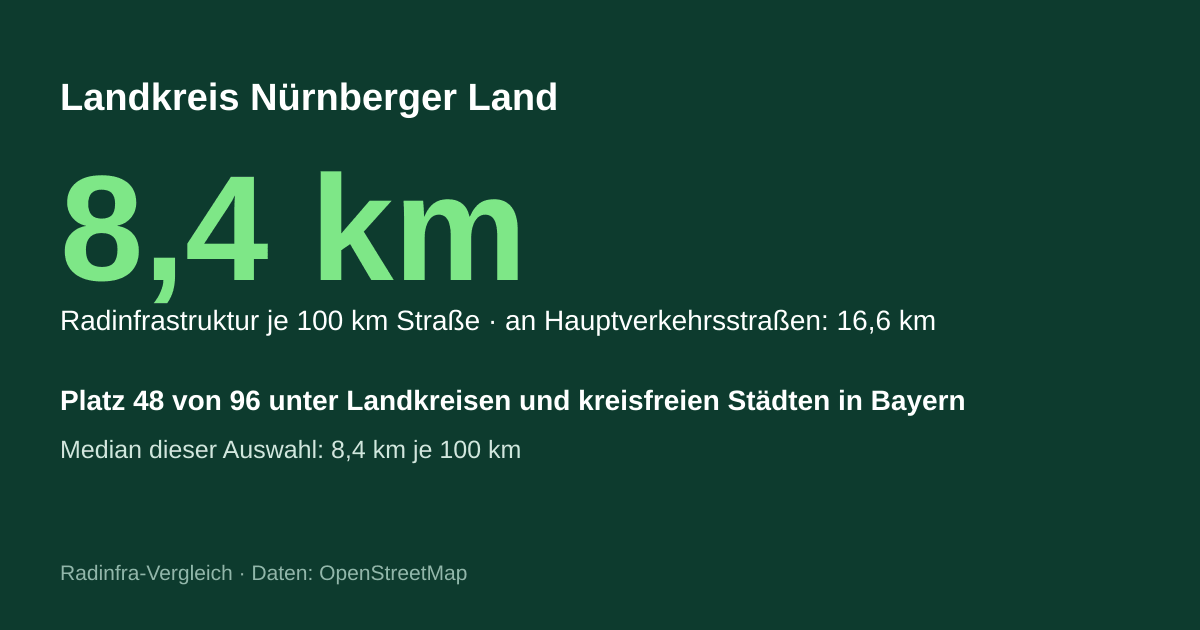 Landkreis Nürnberger Land
8,4 km
Radinfrastruktur je 100 km Straße · an Hauptverkehrsstraßen: 16,6 km
Platz 48 von 96 unter Landkreisen und kreisfreien Städten in Bayern
Median dieser Auswahl: 8,4 km je 100 km
Radinfra-Vergleich · Daten: OpenStreetMap